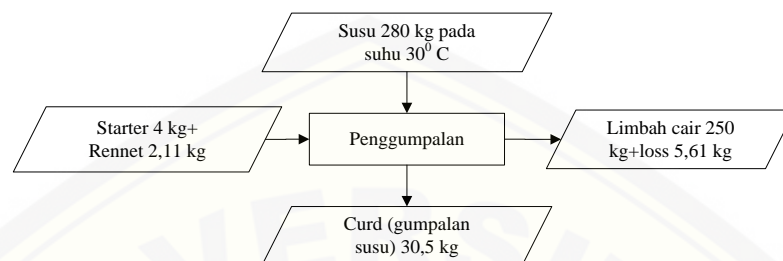 Susu 280 kg pada
suhu 30⁰ C
Starter 4 kg+
Rennet 2,11 kg
Penggumpalan
Limbah cair 250
kg+loss 5,61 kg
Curd (gumpalan
susu) 30,5 kg